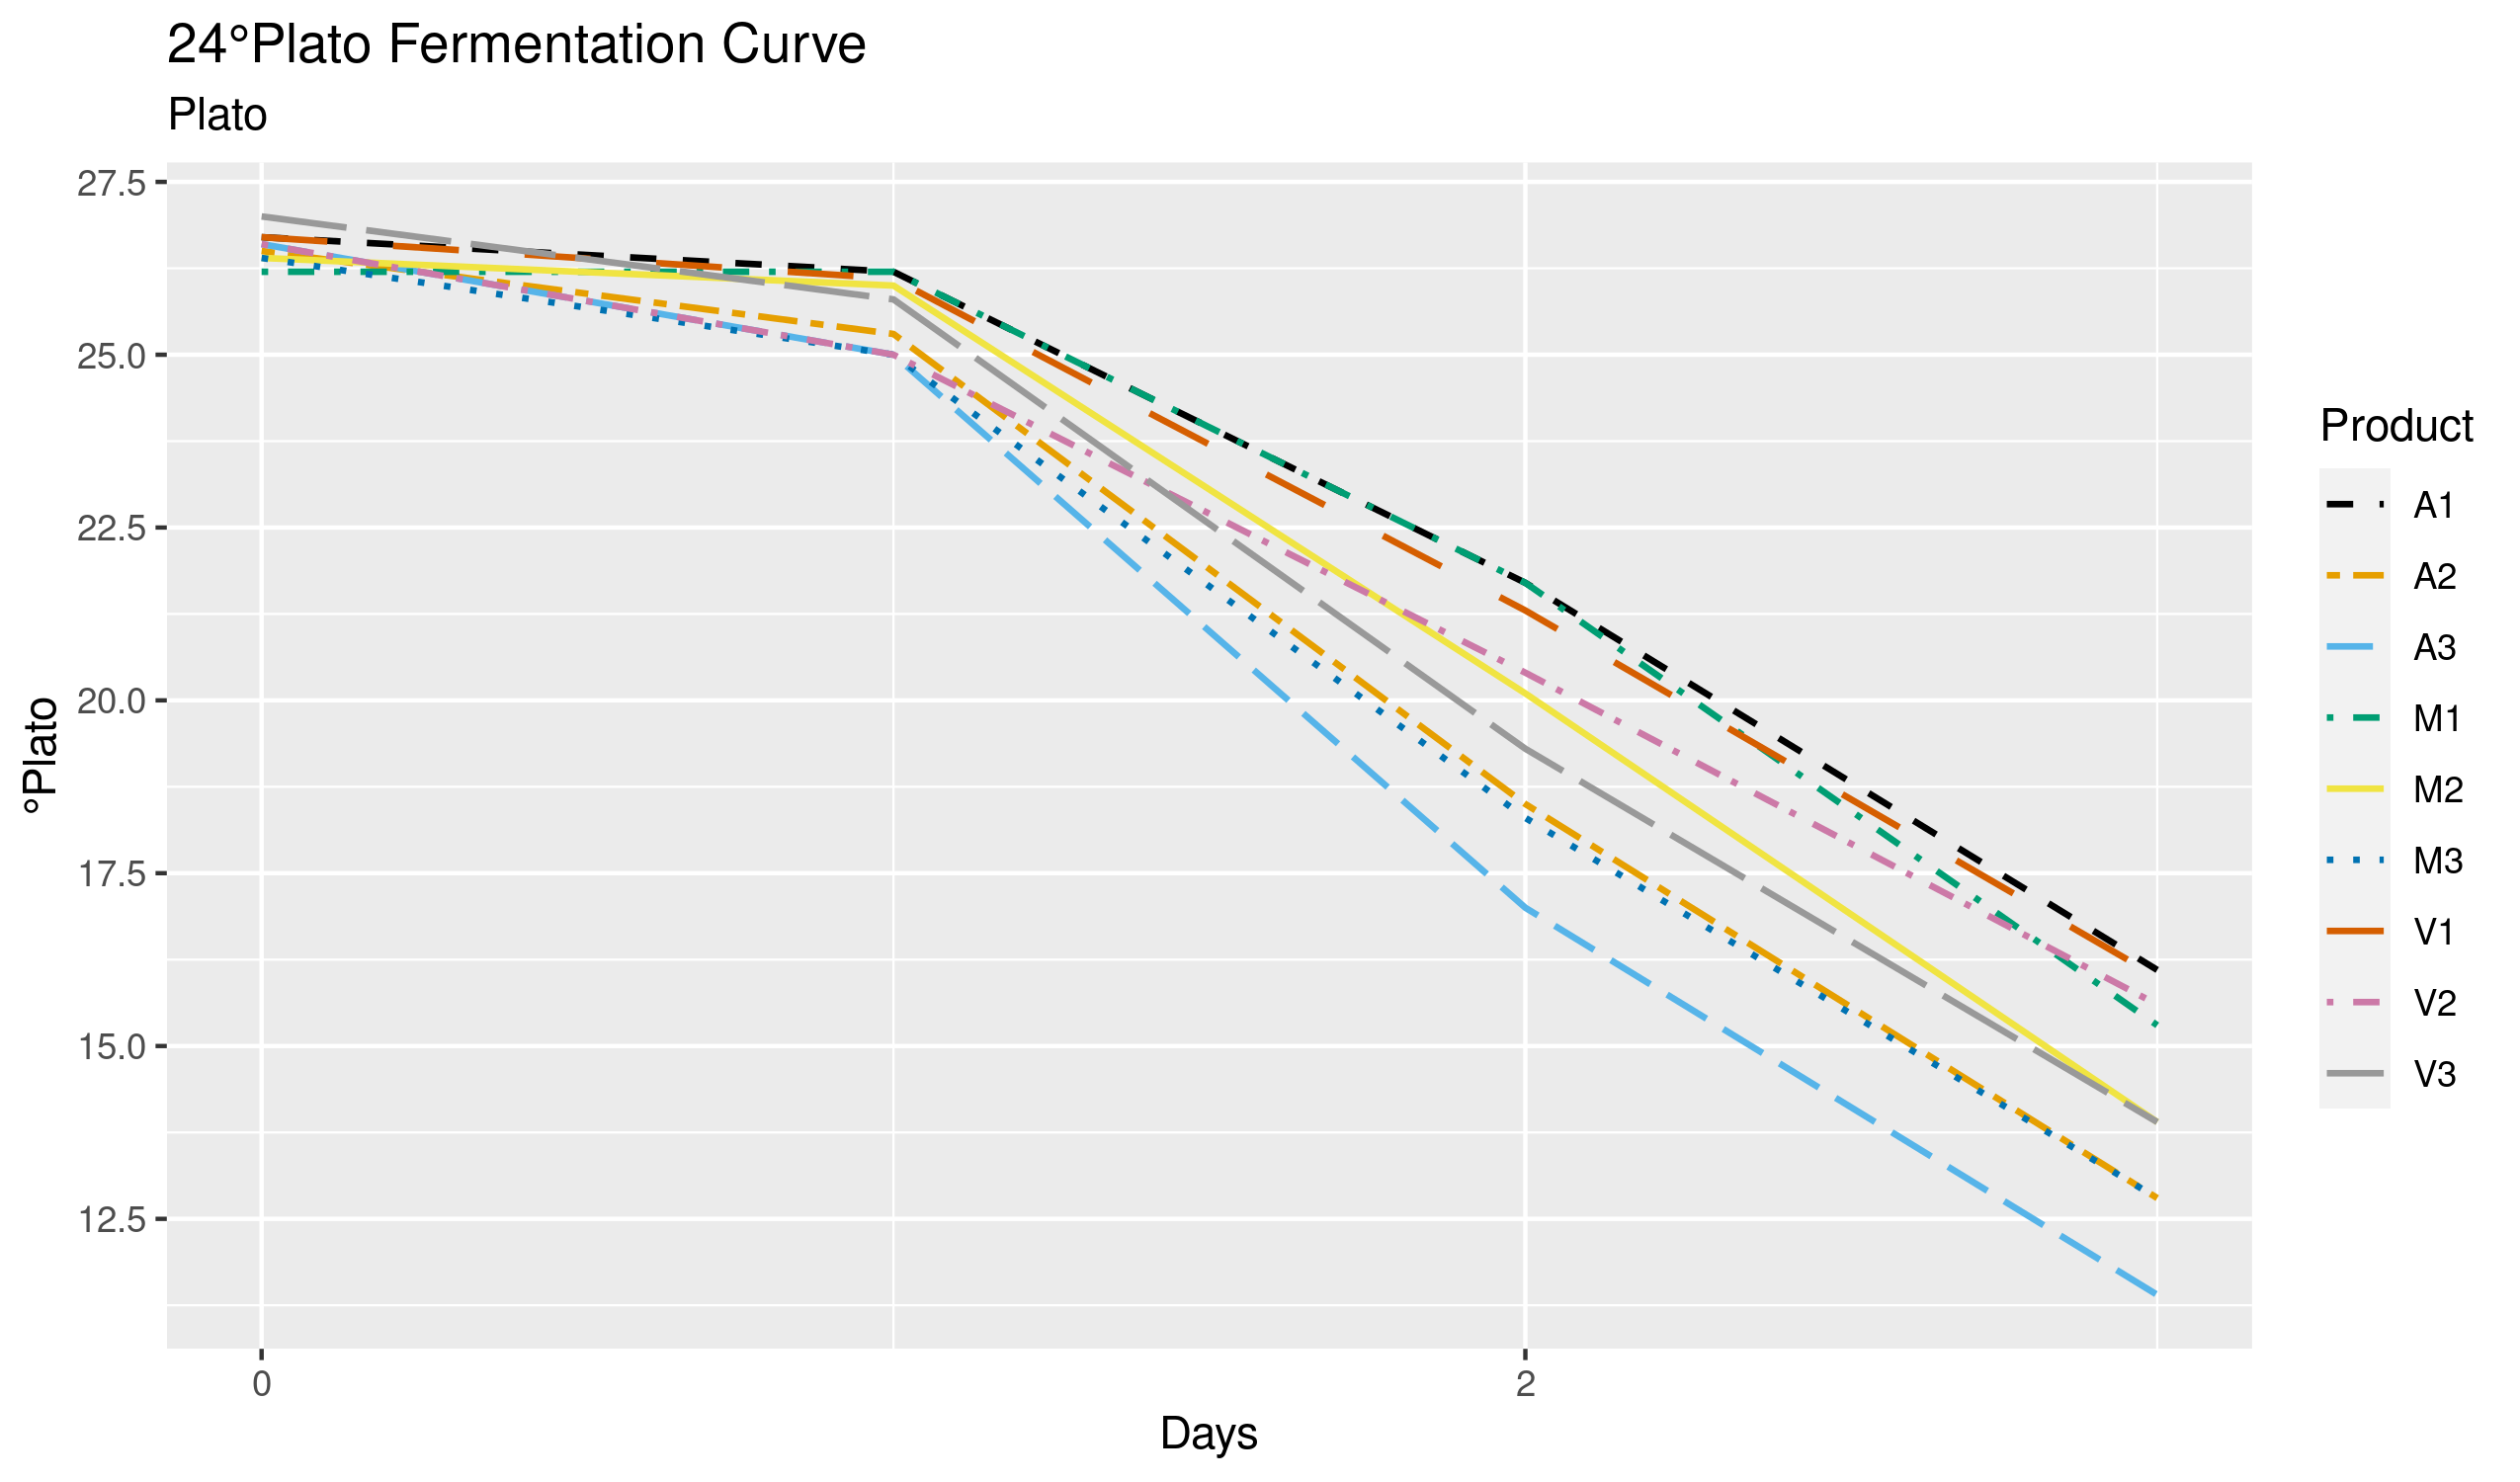 24°Plato Fermentation Curve
Plato
27.5
25.0
22.5
20.0
17.5
15.0
12.5
°Plato
0
2
Days
Product
A1
A2
A3
M1
M2
M3
V1
V2
V3